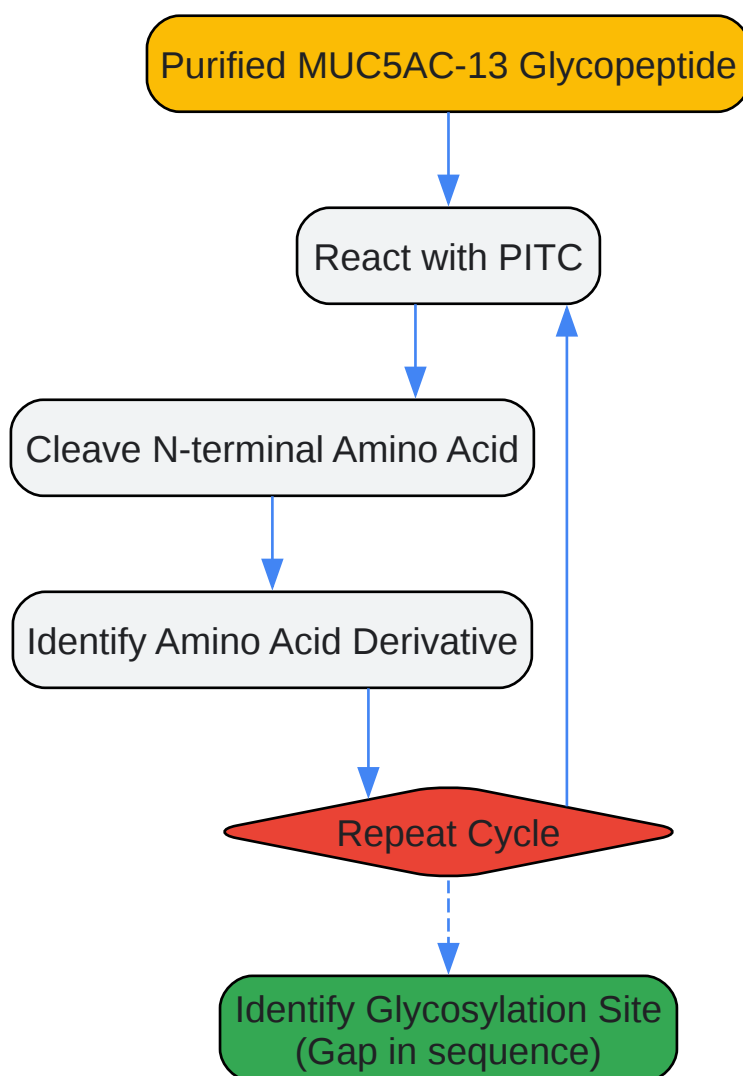 Purified MUC5AC-13 Glycopeptide
React with PITC
Cleave N-terminal Amino Acid
Identify Amino Acid Derivative
Repeat Cycle
Identify Glycosylation Site
(Gap in sequence)